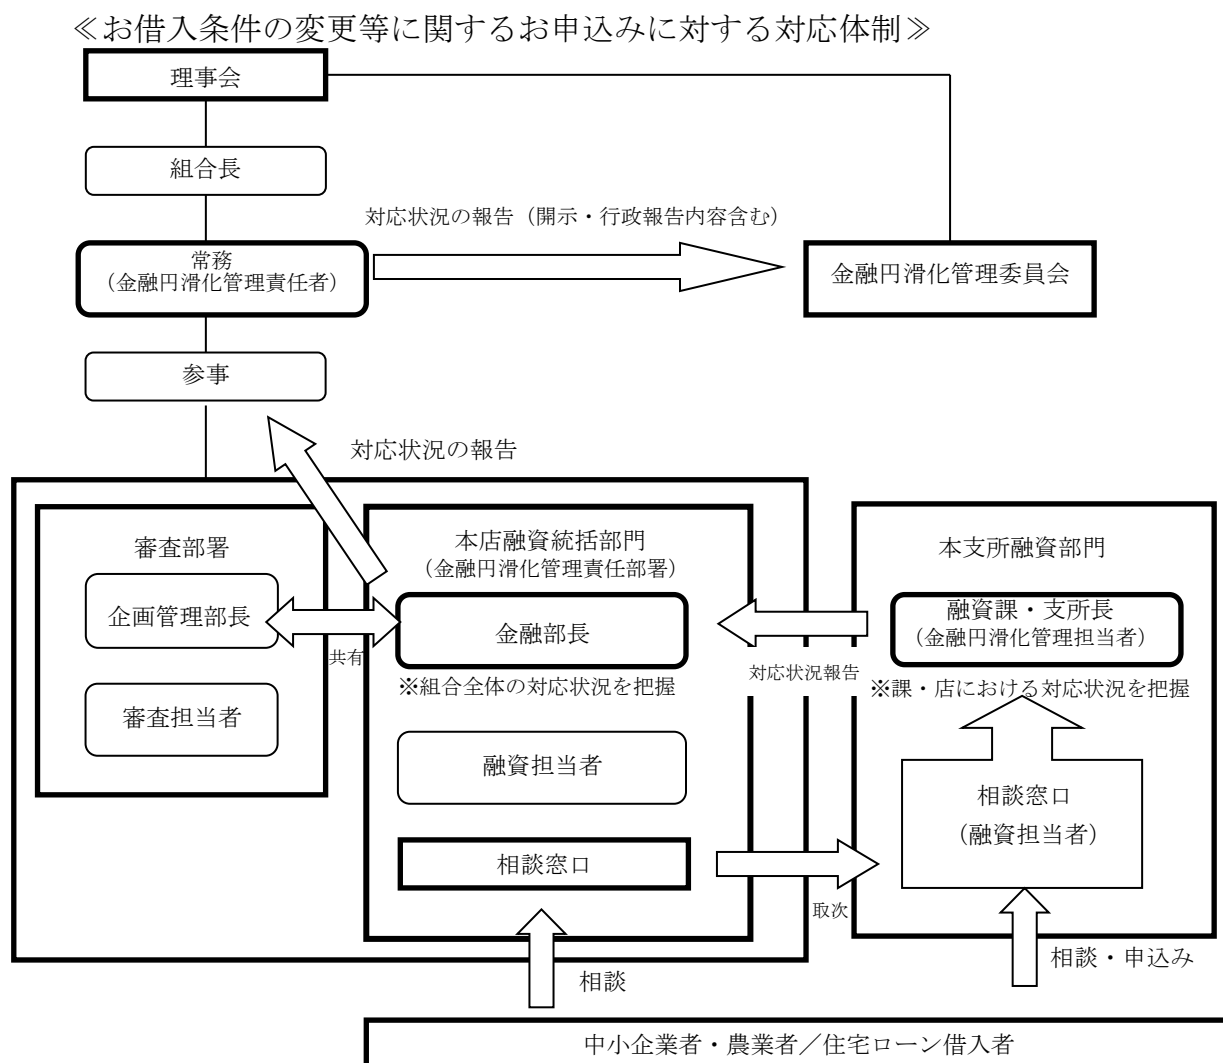 ≪お借入条件の変更等に関するお申込みに対する対応体制≫
理事会
組合長
対応状況の報告（開示・行政報告内容含む）
常務
（金融円滑化管理責任者）
金融円滑化管理委員会
参事
対応状況の報告
審査部署
企画管理部長
審査担当者
共有
本店融資統括部門
（金融円滑化管理責任部署）
金融部長
※組合全体の対応状況を把握
融資担当者
相談窓口
対応状況報告
取次
本支所融資部門
融資課・支所長
（金融円滑化管理担当者）
※課・店における対応状況を把握
相談窓口
（融資担当者）
相談
相談・申込み
中小企業者・農業者／住宅ローン借入者